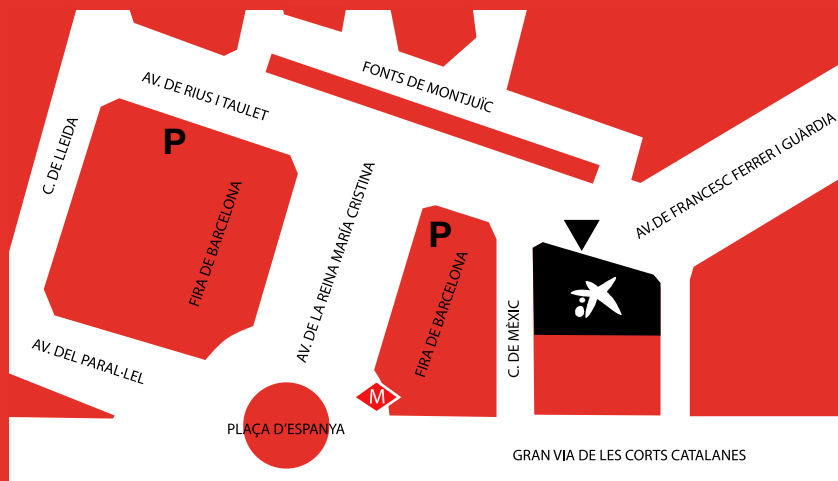 FONTS DE MONTJUÏC
AV. DE RIUS I TAULET
P
C. DE LLEIDA
AV. DE FRANCESC FERRER I GUÀRDIA
P
FIRA DE BARCELONA
AV. DE LA REINA MARÍA CRISTINA
FIRA DE BARCELONA
C. DE MÈXIC
AV. DEL PARAL·LEL
M
PLAÇA D'ESPANYA
GRAN VIA DE LES CORTS CATALANES